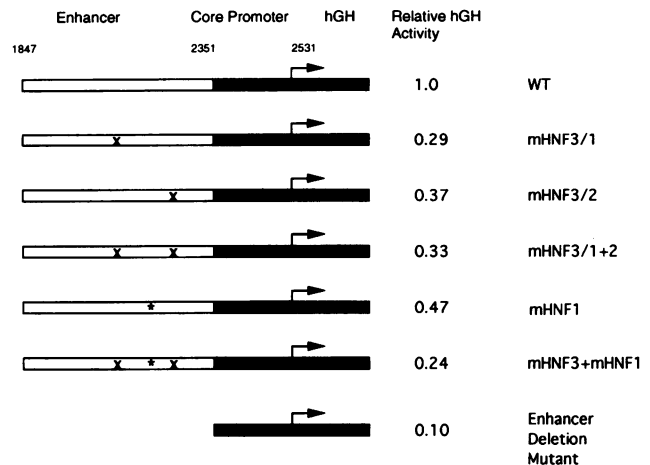 Enhancer Core Promoter hGH Relative hGH
Activity
1847 2351 2531
1.0 WT
x 0.29 mHNF3/1
x 0.37 mHNF3/2
x x 0.33 mHNF3/1+2
* 0.47 mHNF1
x * x 0.24 mHNF3+mHNF1
0.10 Enhancer
Deletion
Mutant